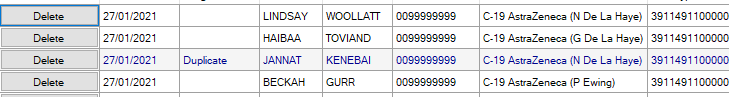 Delete 27/01/2021 LINDSAY WOOLLATT 0099999999 C-19 AstraZeneca (N De La Haye) 3911491100000
Delete 27/01/2021 HAIBAA TOVIAND 0099999999 C-19 AstraZeneca (G De La Haye) 3911491100000
Delete 27/01/2021 Duplicate JANNAT KENEBAI 0099999999 C-19 AstraZeneca (N De La Haye) 3911491100000
Delete 27/01/2021 BECKAH GURR 0099999999 C-19 AstraZeneca (P Ewing) 3911491100000